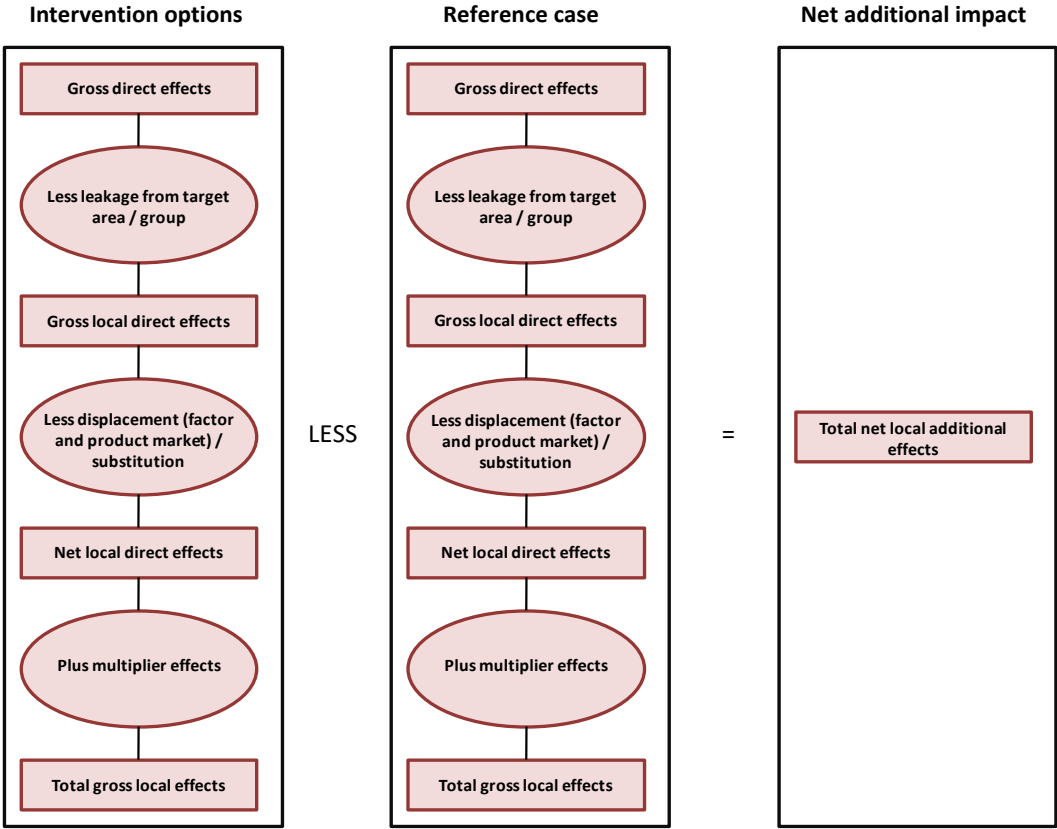 Intervention options
Gross direct effects
Less leakage from target
area / group
Gross local direct effects
Less displacement (factor
and product market) /
substitution
Net local direct effects
Plus multiplier effects
Total gross local effects
LESS
Reference case
Gross direct effects
Less leakage from target
area / group
Gross local direct effects
Less displacement (factor
and product market) /
substitution
Net local direct effects
Plus multiplier effects
Total gross local effects
=
Net additional impact
Total net local additional
effects